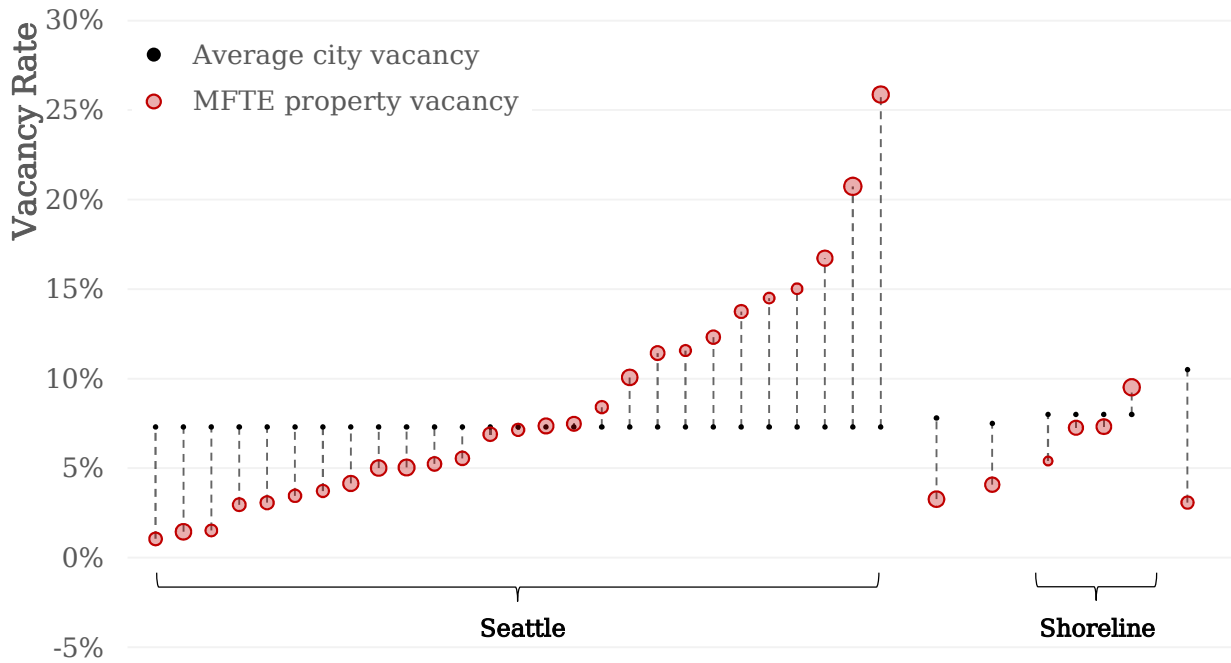 30%
Average city vacancy
MFTE property vacancy
25%
Vacancy Rate
20%
15%
10%
5%
0%
Seattle
Shoreline
-5%